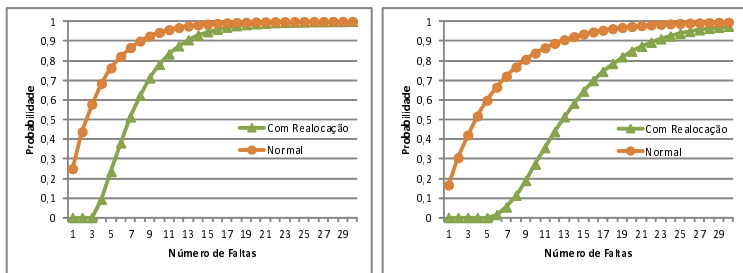 1
0,9
0,8
0,7
0,6
0,5
0,4
0,3
0,2
0,1
0
Probabilidade
Com Realocação
Normal
1 3 5 7 9 11 13 15 17 19 21 23 25 27 29
Número de Faltas
1
0,9
0,8
0,7
0,6
0,5
0,4
0,3
0,2
0,1
0
Probabilidade
Com Realocação
Normal
1 3 5 7 9 11 13 15 17 19 21 23 25 27 29
Número de Faltas